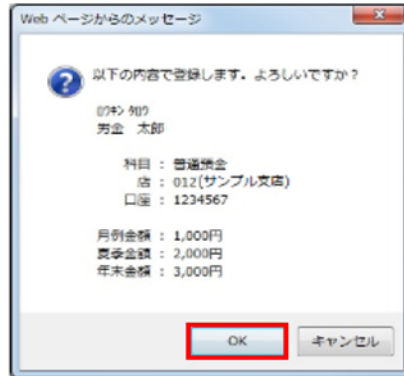 Web ページからのメッセージ
以下の内容で登録します。よろしいですか?
ﾛｳｷﾝ ﾀﾛｳ
労金 太郎
科目 : 普通預金
店 : 012(サンプル支店)
口座 : 1234567
月例金額 : 1,000円
夏季金額 : 2,000円
年末金額 : 3,000円
OK
キャンセル